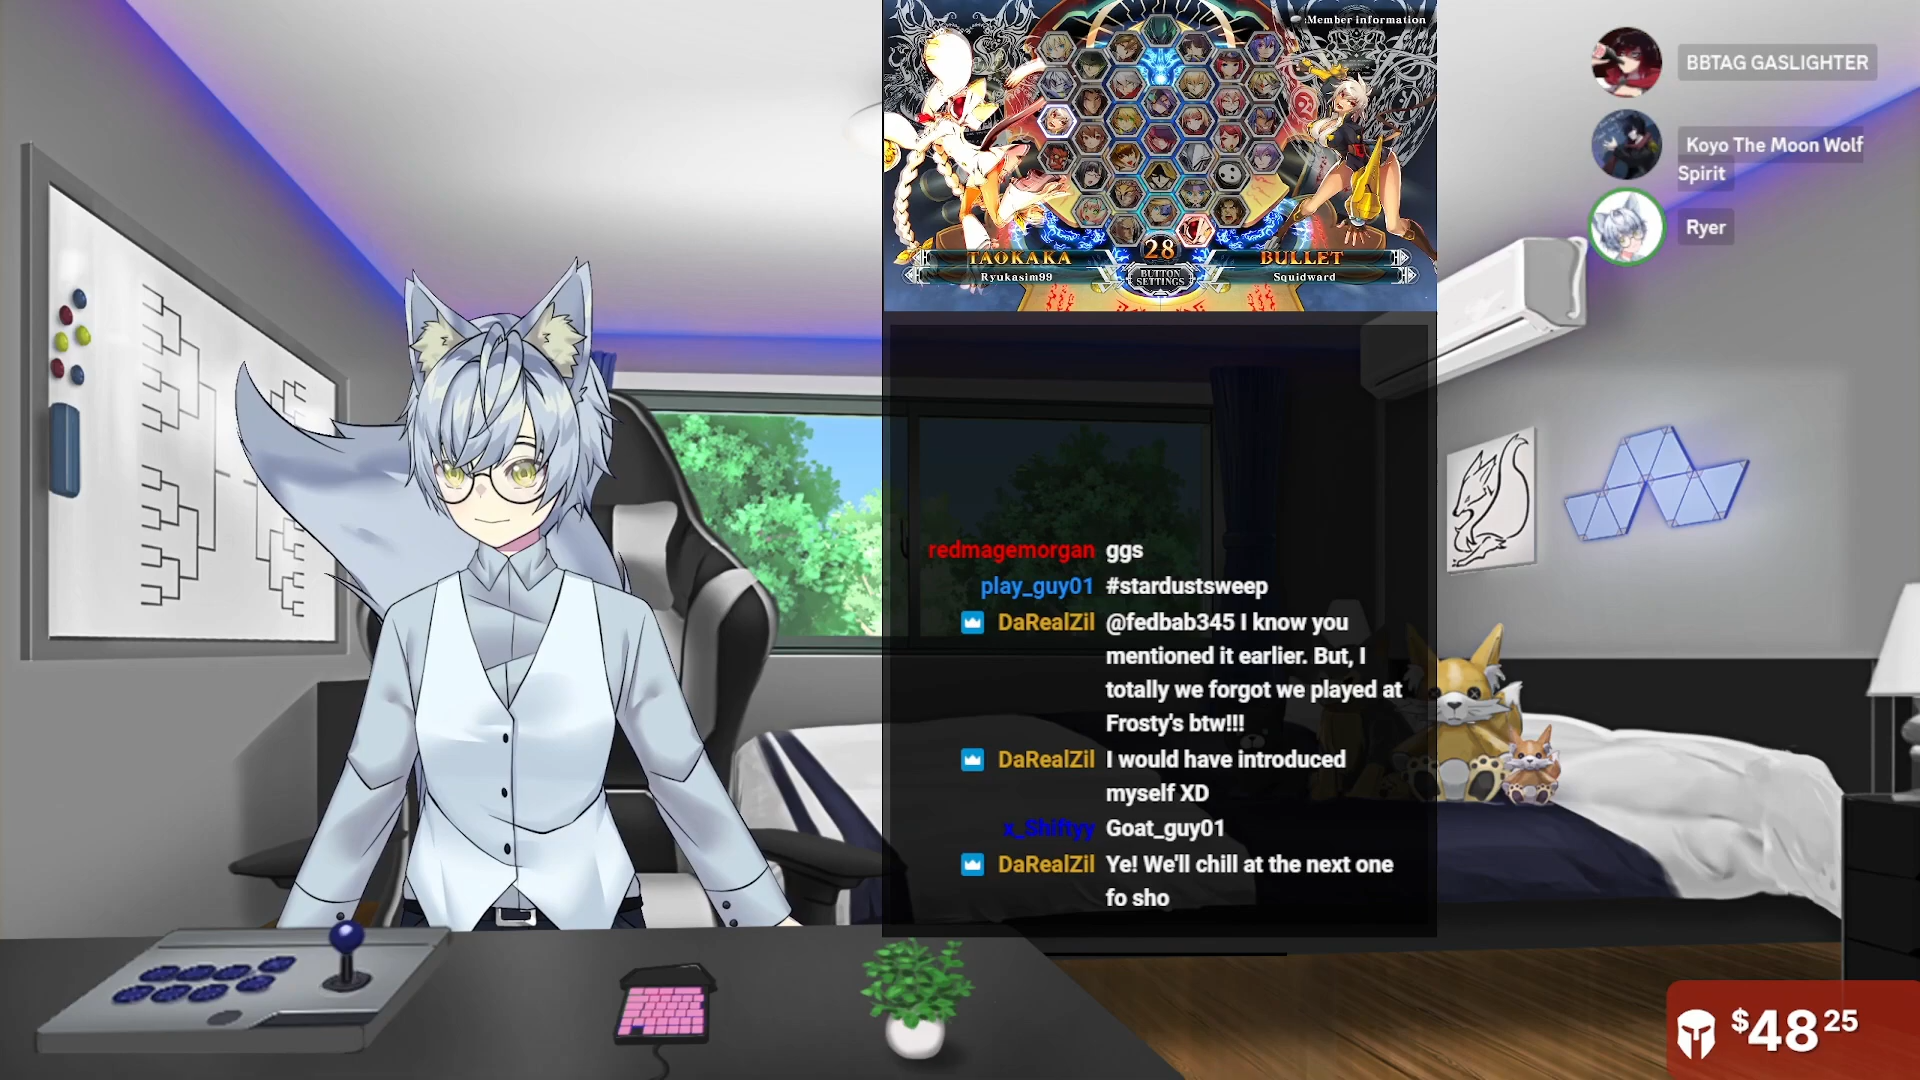 :Member information
TAOKAKA
Ryukasim99
28
BUTTON
SETTINGS
BULLET
Squidward
BBTAG GASLIGHTER
Koyo The Moon Wolf
Spirit
Ryer
redmagemorgan ggs
play_guy01 #stardustsweep
DaRealZil @fedbab345 I know you
mentioned it earlier. But, I
totally we forgot we played at
Frosty's btw!!!
DaRealZil I would have introduced
myself XD
x_Shiftyy Goat_guy01
DaRealZil Ye! We'll chill at the next one
fo sho
$48 25